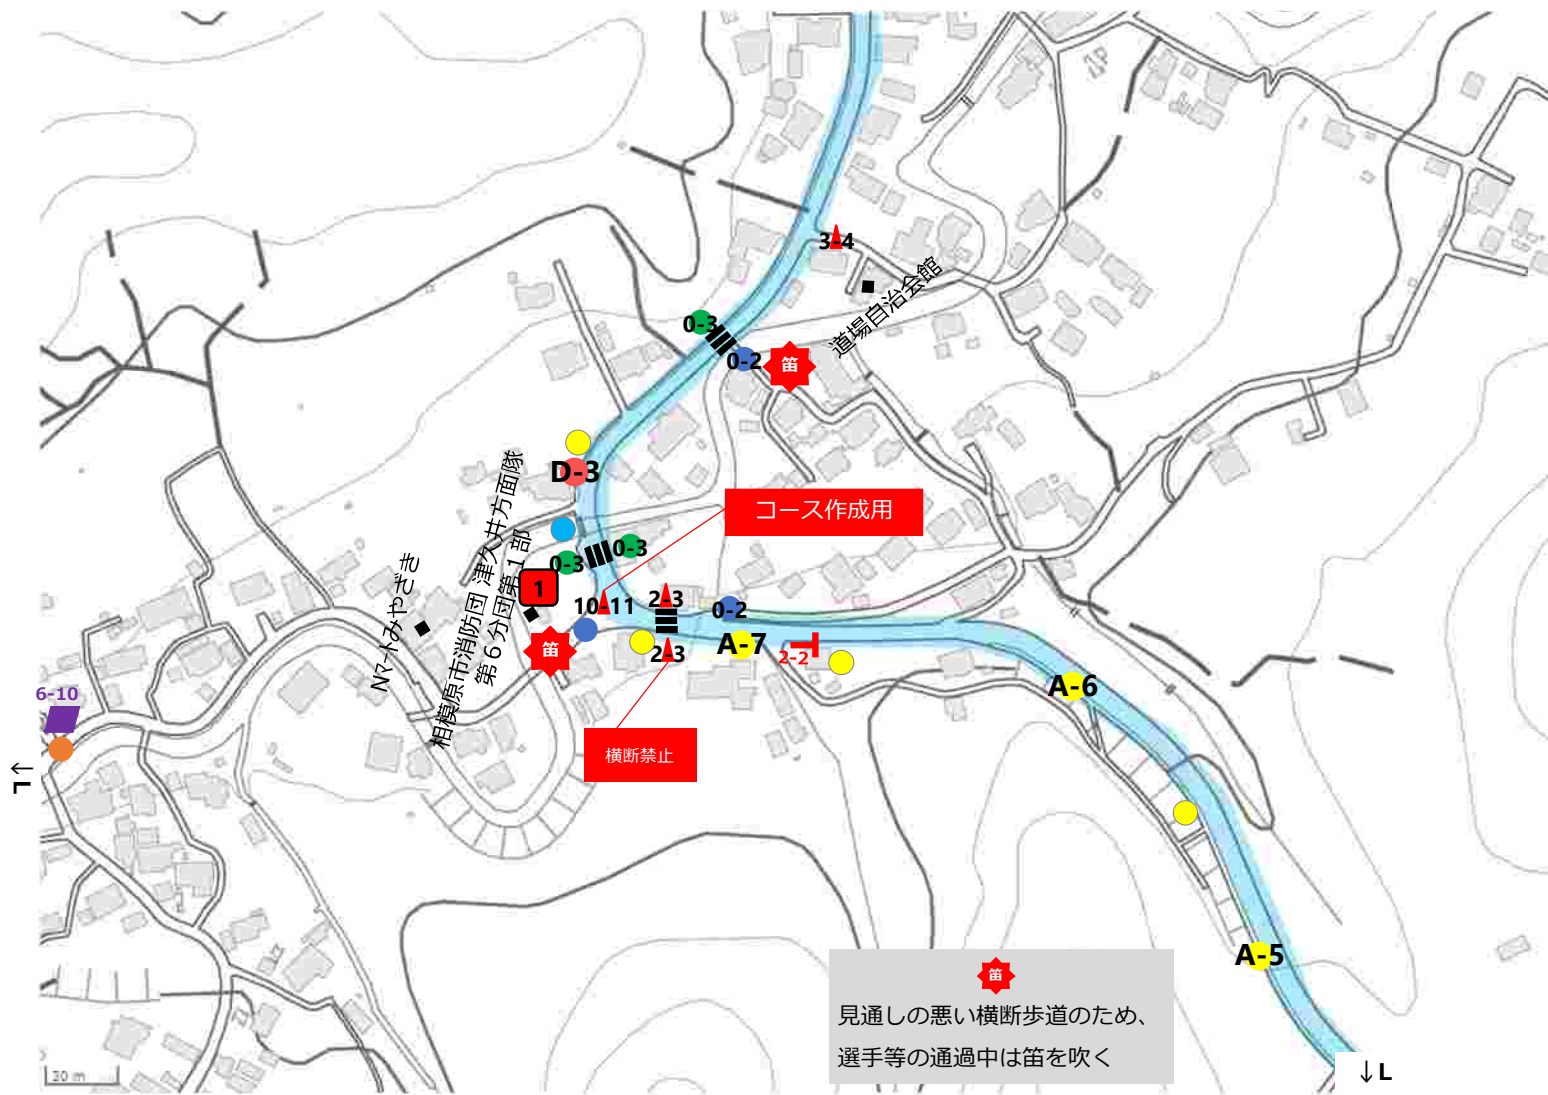 3-4
道場自治会館
0-3
0-2
笛
D-3
コース作成用
相模原市消防団 津久井方面隊
第6分団第1部
Nマートみやざき
0-3
0-3
1
10-11
2-3
0-2
笛
2-3
A-7
2-2
A-6
6-10
横断禁止
←L
A-5
笛
見通しの悪い横断歩道のため、
選手等の通過中は笛を吹く
↓L